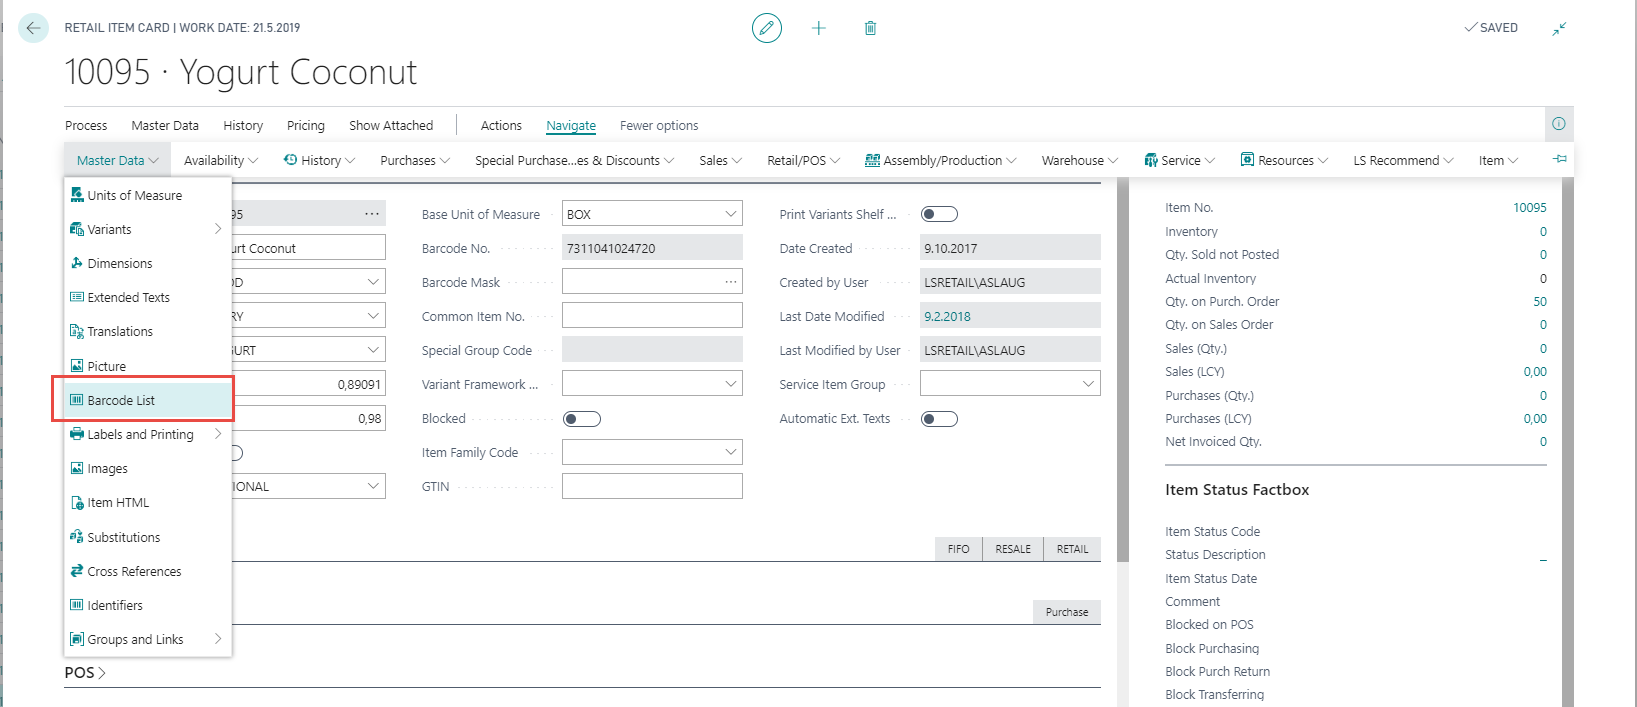 RETAIL ITEM CARD | WORK DATE: 21.5.2019
SAVED
10095 · Yogurt Coconut
Process Master Data History Pricing Show Attached Actions Navigate Fewer options
Master Data Availability History Purchases Special Purchase...es & Discounts Sales Retail/POS Assembly/Production Warehouse Service Resources LS Recommend Item
Units of Measure
Variants
Dimensions
Extended Texts
Translations
Picture
Barcode List
Labels and Printing
Images
Item HTML
Substitutions
Cross References
Identifiers
Groups and Links
95 ...
urt Coconut
DD
RY
GURT
0,89091
0,98
IONAL
Base Unit of Measure BOX
Barcode No. 7311041024720
Barcode Mask ...
Common Item No.
Special Group Code
Variant Framework ...
Blocked
Item Family Code
GTIN
Print Variants Shelf ...
Date Created 9.10.2017
Created by User LSRETAIL\ASLAUG
Last Date Modified 9.2.2018
Last Modified by User LSRETAIL\ASLAUG
Service Item Group
Automatic Ext. Texts
FIFO RESALE RETAIL
Purchase
POS
Item No. 10095
Inventory 0
Qty. Sold not Posted 0
Actual Inventory 0
Qty. on Purch. Order 50
Qty. on Sales Order 0
Sales (Qty.) 0
Sales (LCY) 0,00
Purchases (Qty.) 0
Purchases (LCY) 0,00
Net Invoiced Qty. 0
Item Status Factbox
Item Status Code
Status Description _
Item Status Date
Comment
Blocked on POS
Block Purchasing
Block Purch Return
Block Transferring